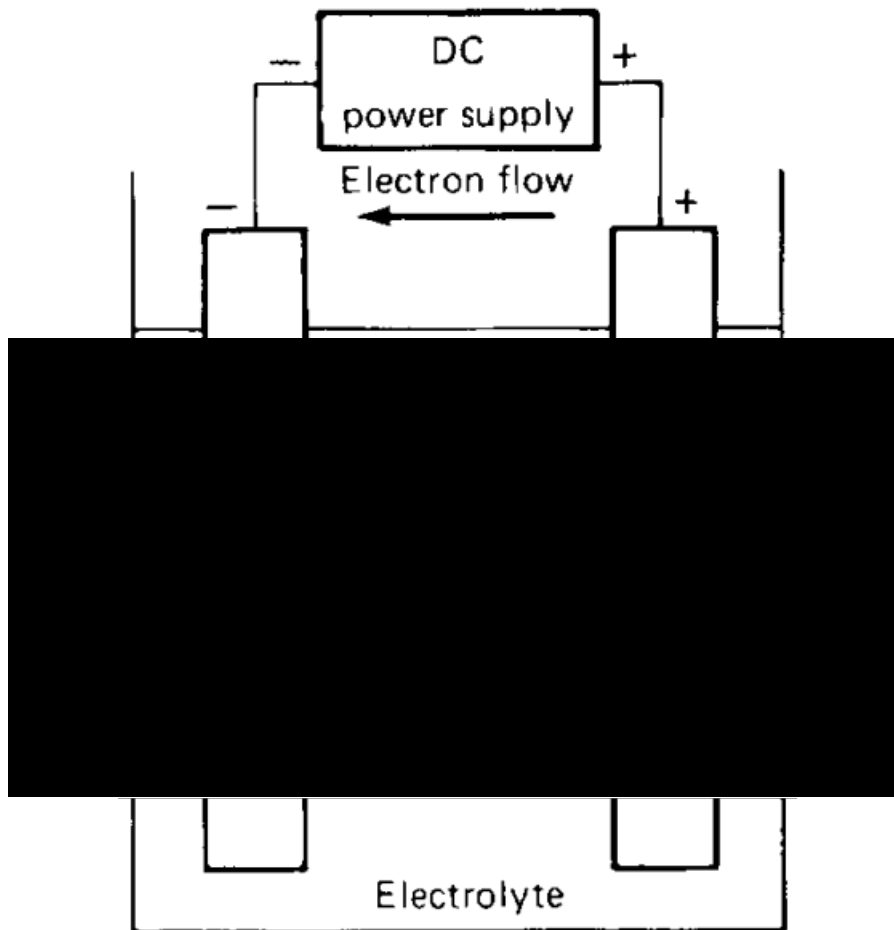 DC
− +
power supply
Electron flow
− +
Electrolyte